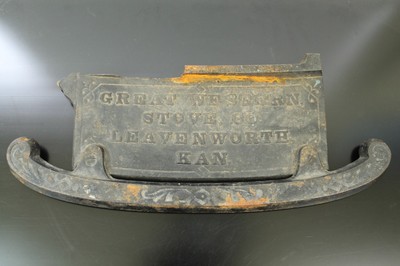 GREAT WESTERN
STOVE CO
LEAVENWORTH
KAN.